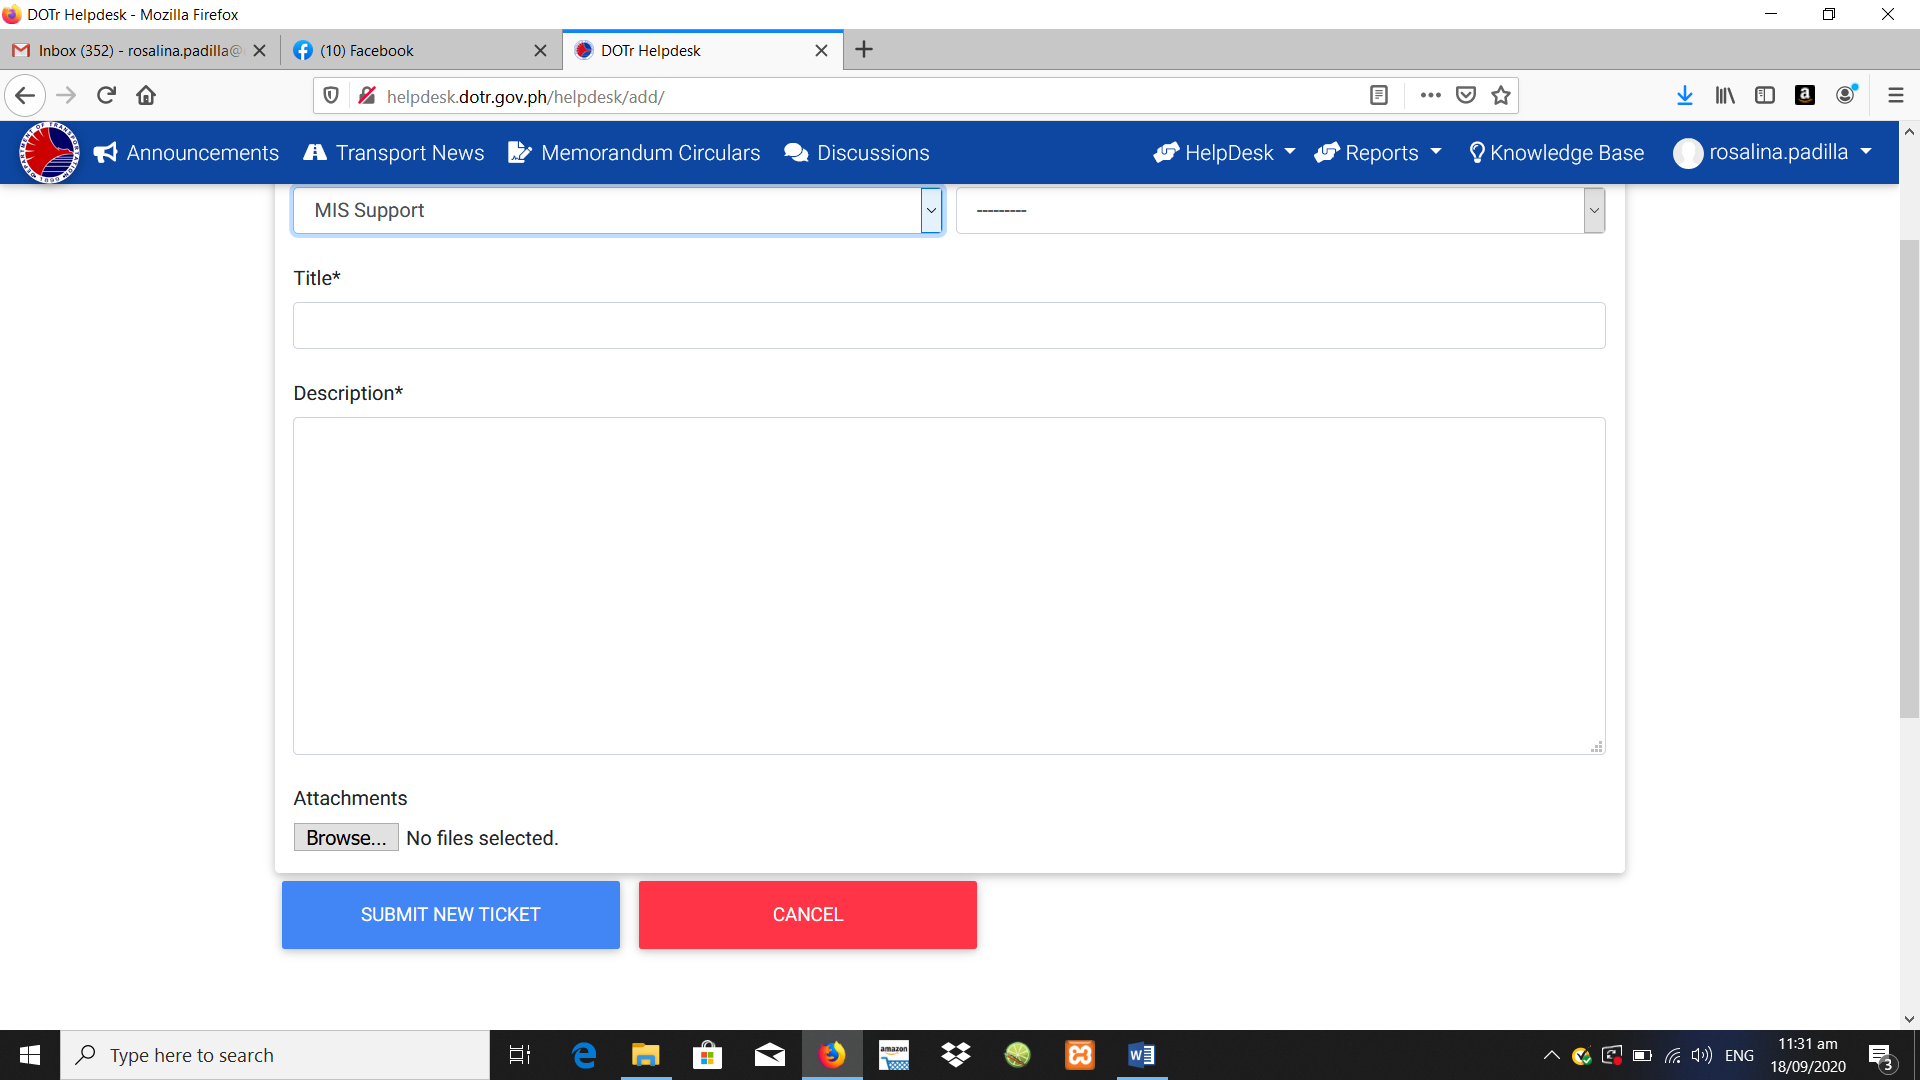 DOTr Helpdesk - Mozilla Firefox
Inbox (352) - rosalina.padilla@
(10) Facebook
DOTr Helpdesk
helpdesk.dotr.gov.ph/helpdesk/add/
Announcements
Transport News
Memorandum Circulars
Discussions
HelpDesk
Reports
Knowledge Base
rosalina.padilla
MIS Support
---------
Title*
Description*
Attachments
Browse... No files selected.
SUBMIT NEW TICKET
CANCEL
Type here to search
amazon
ENG
11:31 am
18/09/2020
3